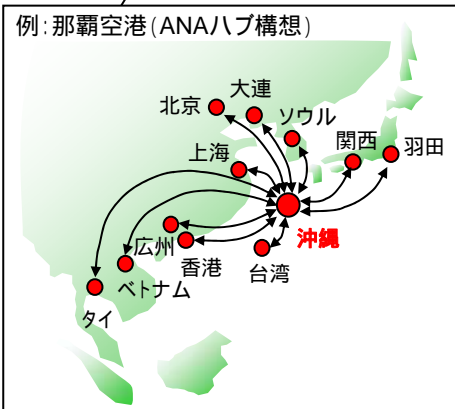 例：那覇空港（ANAハブ構想）
大連
北京
ソウル
関西
羽田
上海
沖縄
広州
香港
台湾
ベトナム
タイ